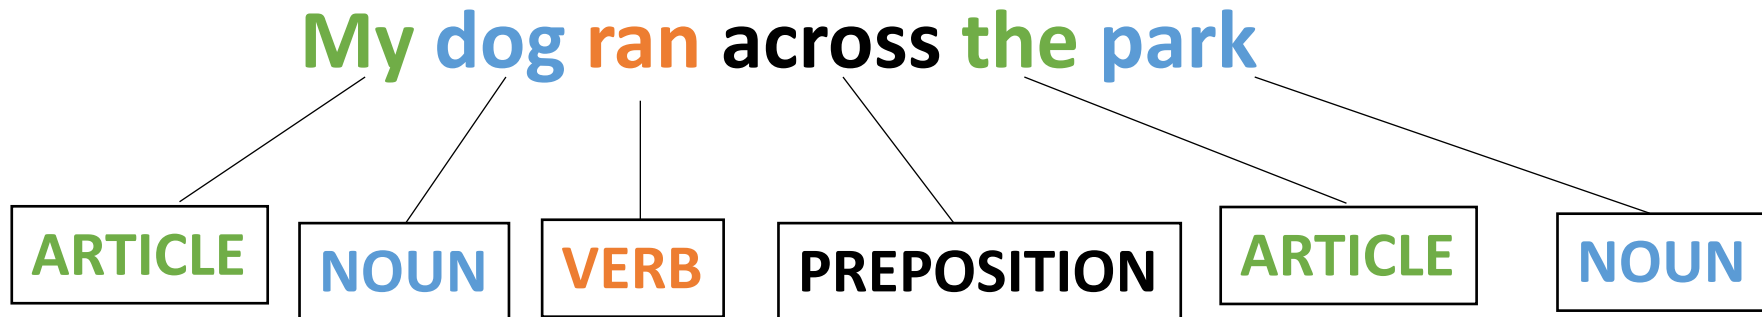 My dog ran across the park
ARTICLE NOUN VERB PREPOSITION ARTICLE NOUN